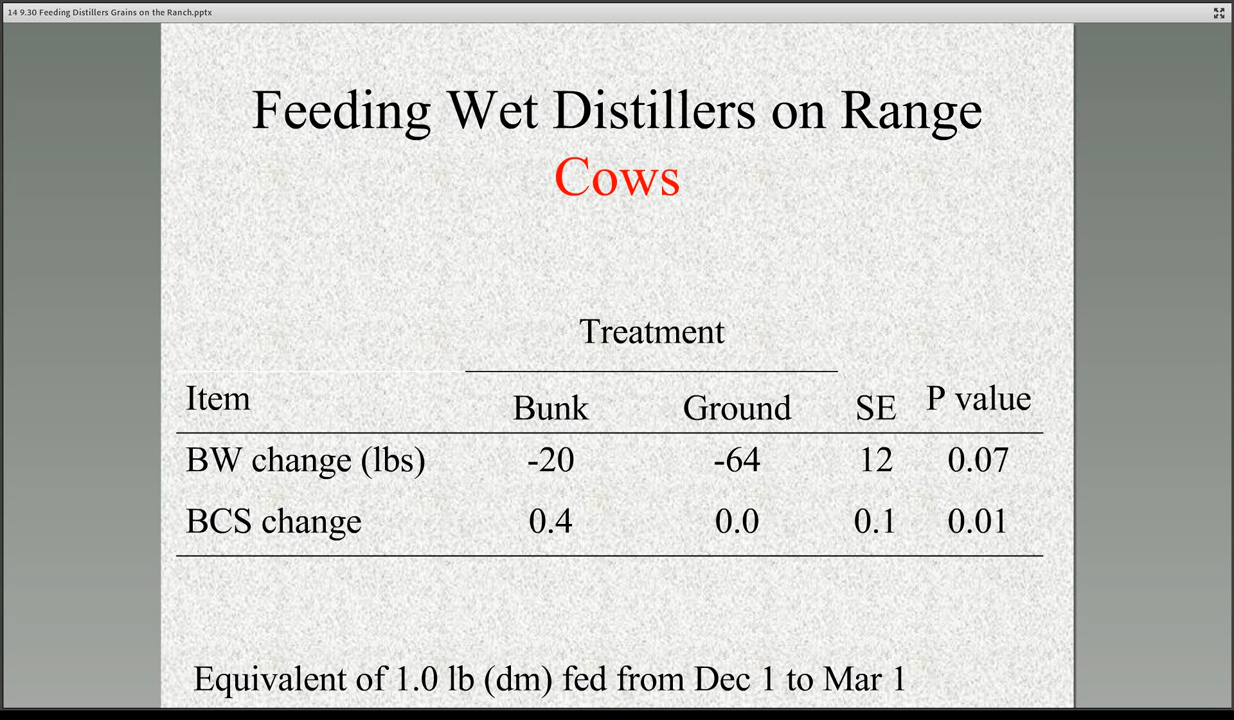 14 9.30 Feeding Distillers Grains on the Ranch.pptx
Feeding Wet Distillers on Range
Cows
Treatment
Item Bunk Ground SE P value
BW change (lbs) -20 -64 12 0.07
BCS change 0.4 0.0 0.1 0.01
Equivalent of 1.0 lb (dm) fed from Dec 1 to Mar 1